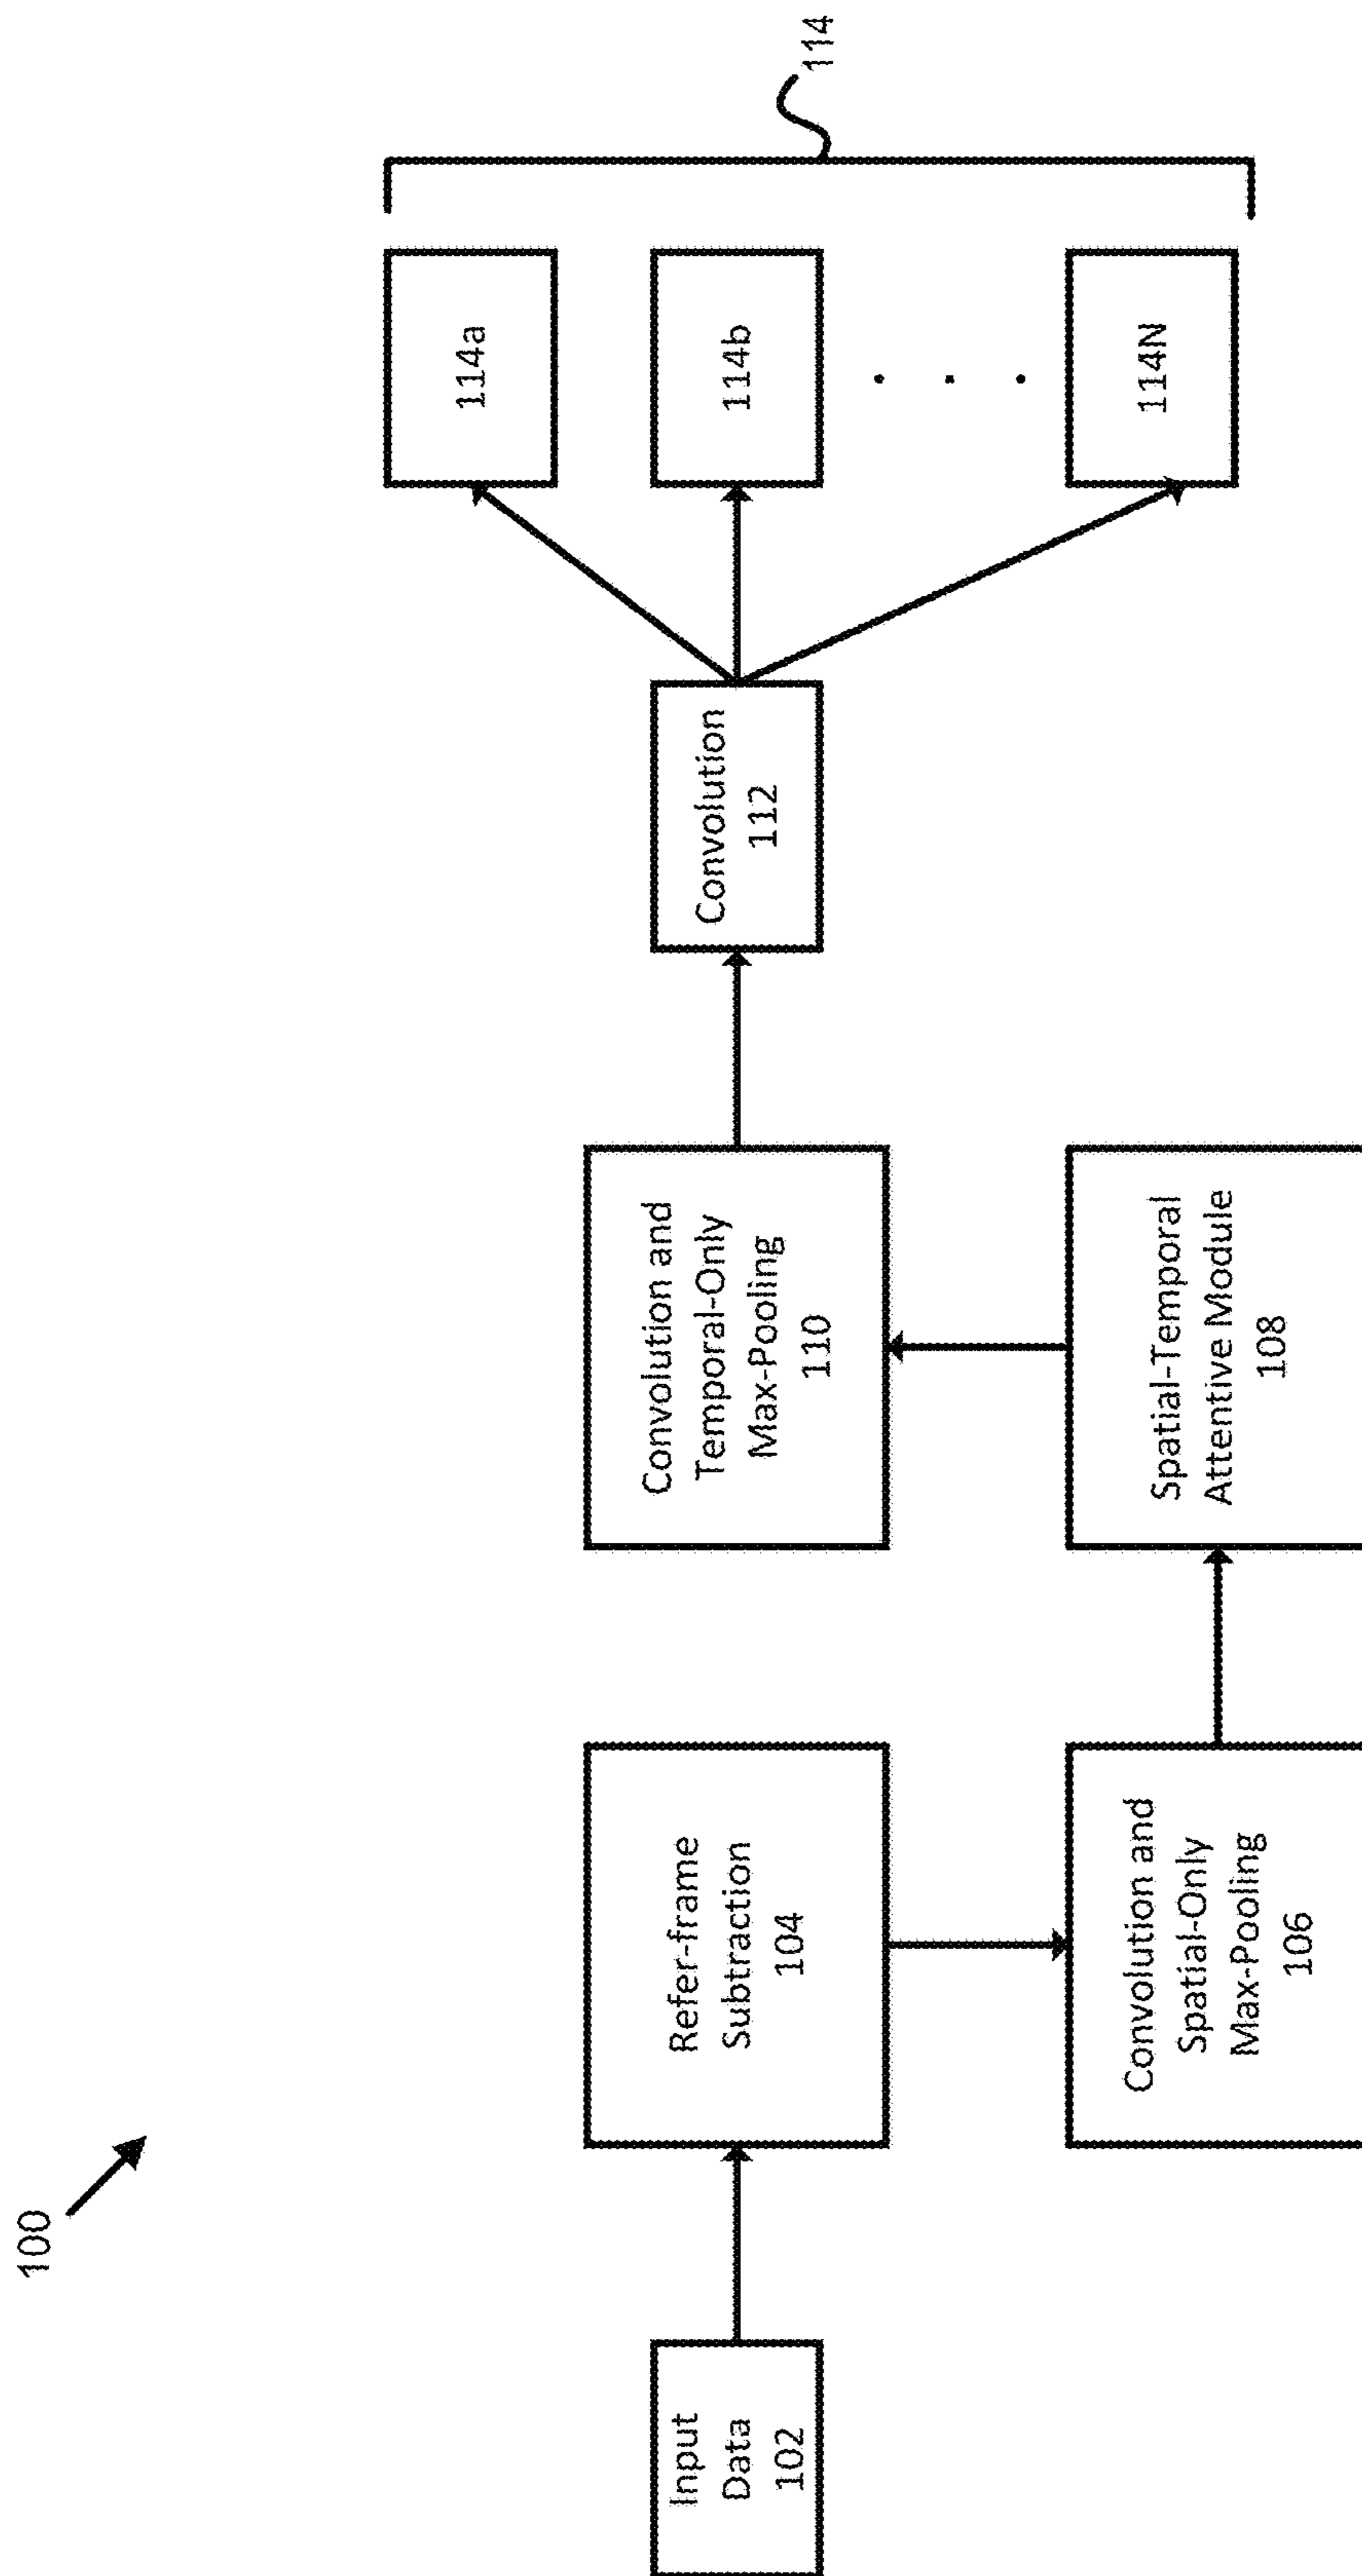 100
Input
Data
102
Refer-frame
Subtraction
104
Convolution and
Spatial-Only
Max-Pooling
106
Spatial-Temporal
Attentive Module
108
Convolution and
Temporal-Only
Max-Pooling
110
Convolution
112
114a
114b
114N
114